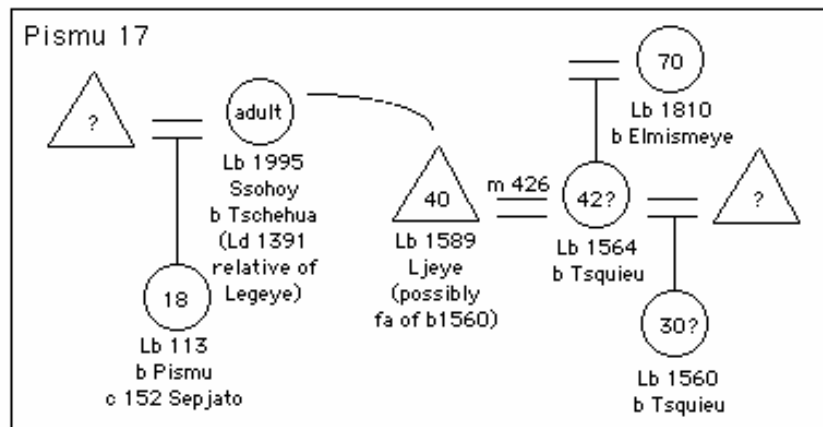 Pismu 17
?
adult
Lb 1995
Ssohoy
b Tschehua
(Ld 1391
relative of
Legeye)
18
Lb 113
b Pismu
c 152 Sepjato
40
Lb 1589
Ljeye
(possibly
fa of b1560)
m 426
70
Lb 1810
b Elmismeye
42?
Lb 1564
b Tsquieu
?
30?
Lb 1560
b Tsquieu